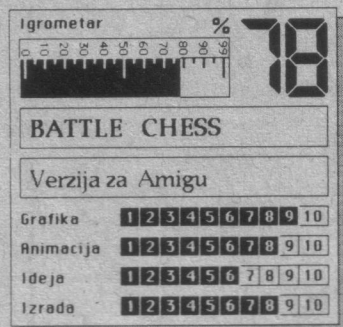 Igrometar % 78
0 10 20 30 40 50 60 70 80 90 99
BATTLE CHESS
Verzija za Amigu
Grafika 1 2 3 4 5 6 7 8 9 10
Animacija 1 2 3 4 5 6 7 8 9 10
Ideja 1 2 3 4 5 6 7 8 9 10
Izrada 1 2 3 4 5 6 7 8 9 10